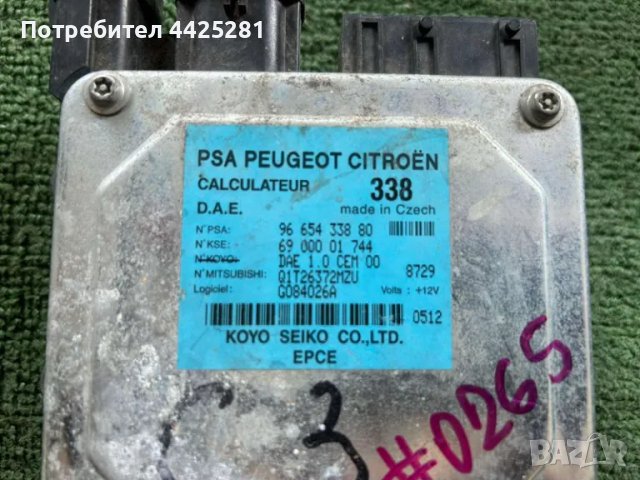 Потребител 4425281
PSA PEUGEOT CITROËN
CALCULATEUR 338
D.A.E. made in Czech
N°PSA: 96 654 338 80
N°KSE: 69 000 01 744
N°KOYO: DAE 1.0 CEM 00
N°MITSUBISHI: Q1T26372MZU 8729
Logiciel: G084026A Volts : +12V
0512
KOYO SEIKO CO.,LTD.
EPCE
C3
#0265
BAZAR